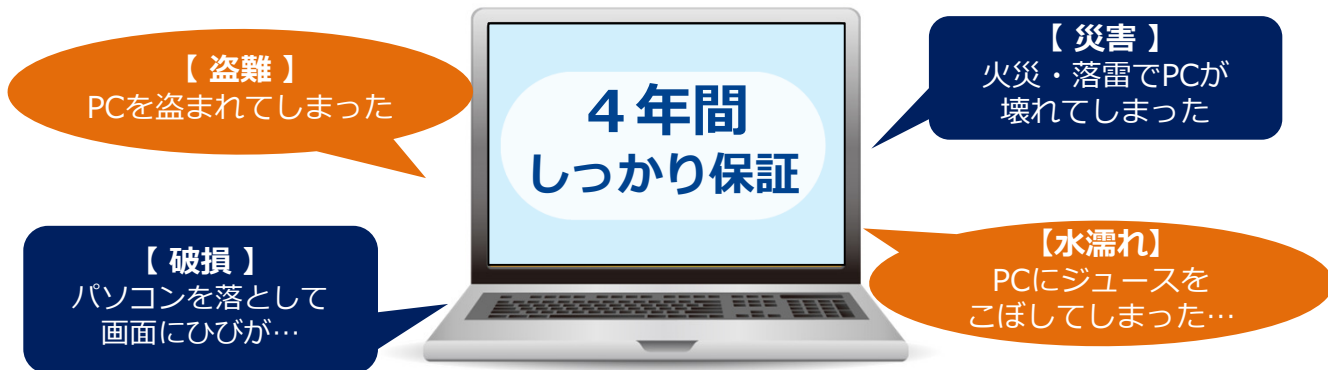 【 盗難 】
PCを盗まれてしまった
４年間
しっかり保証
【 災害 】
火災・落雷でPCが
壊れてしまった
【 破損 】
パソコンを落として
画面にひびが…
【水濡れ】
PCにジュースを
こぼしてしまった…